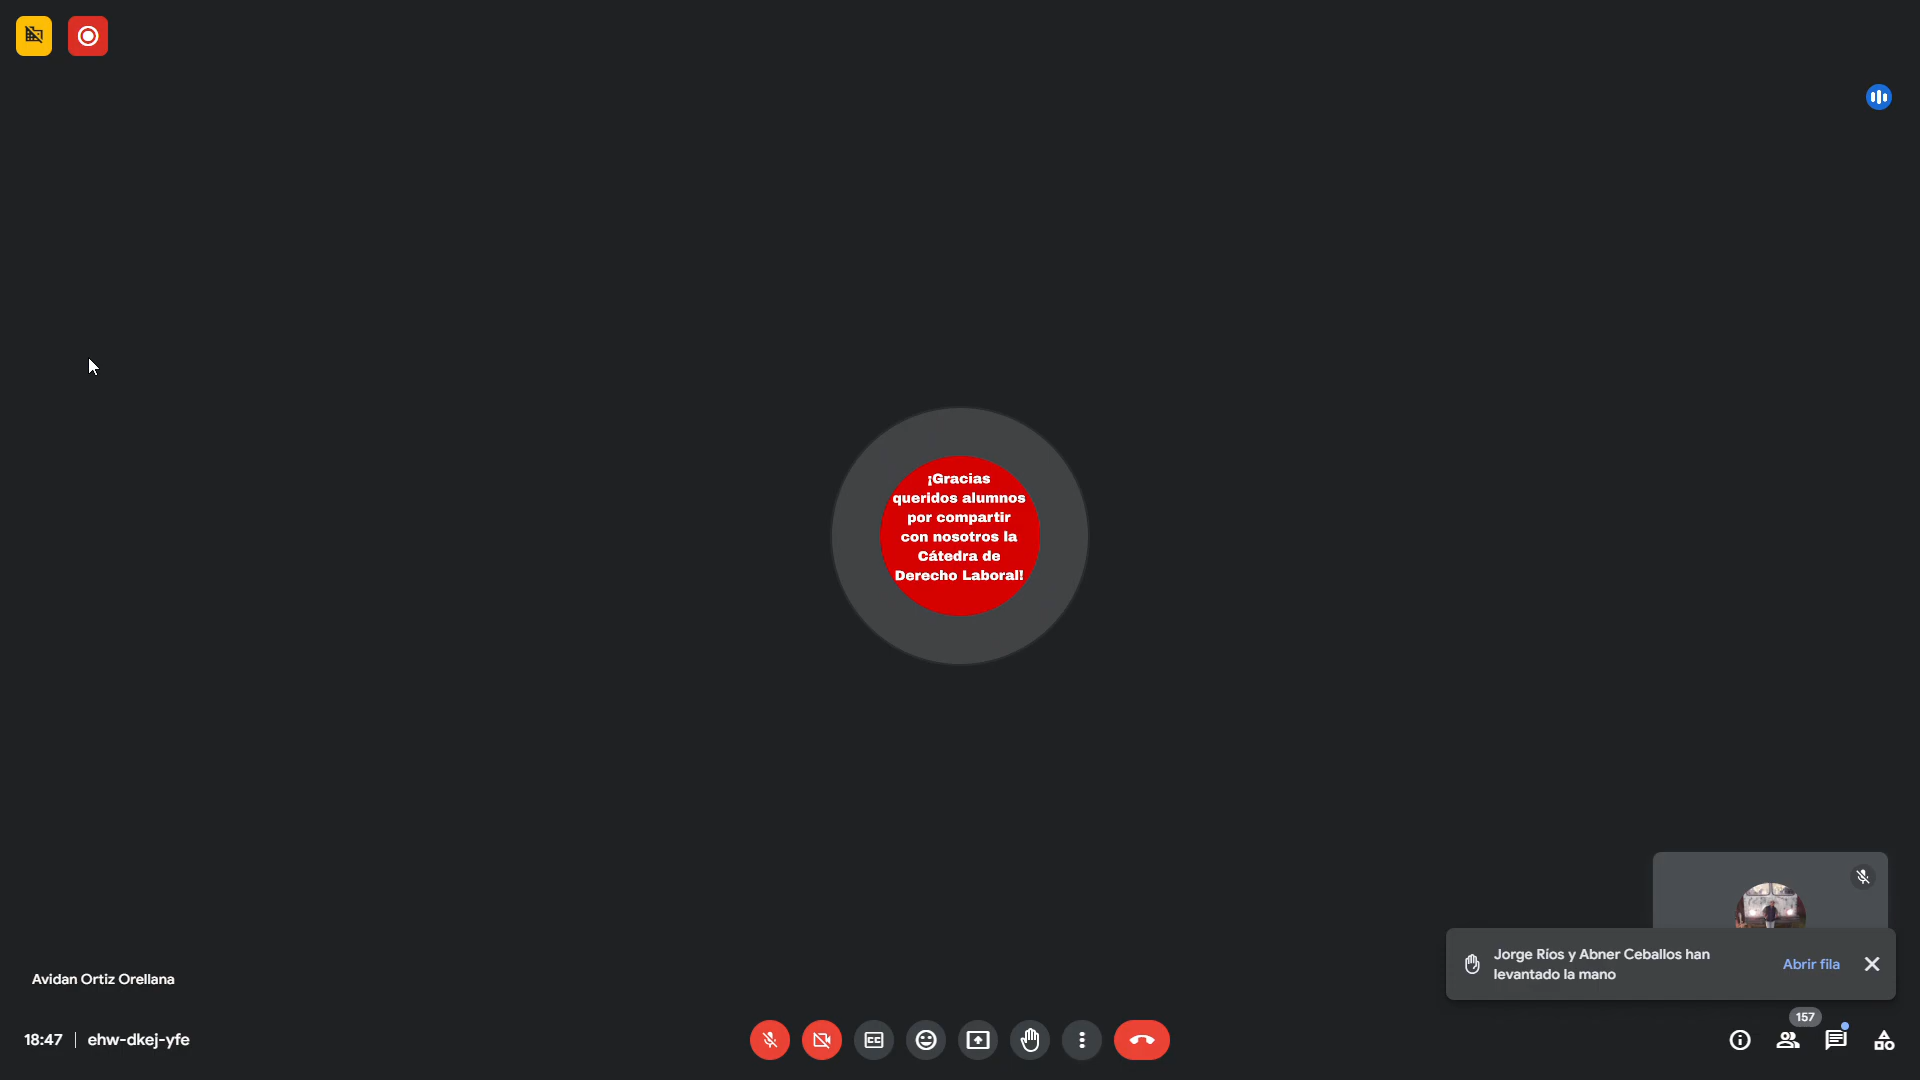 ¡Gracias
queridos alumnos
por compartir
con nosotros la
Cátedra de
Derecho Laboral!
Jorge Ríos y Abner Ceballos han
levantado la mano
Abrir fila
Avidan Ortiz Orellana
157
18:47 | ehw-dkej-yfe